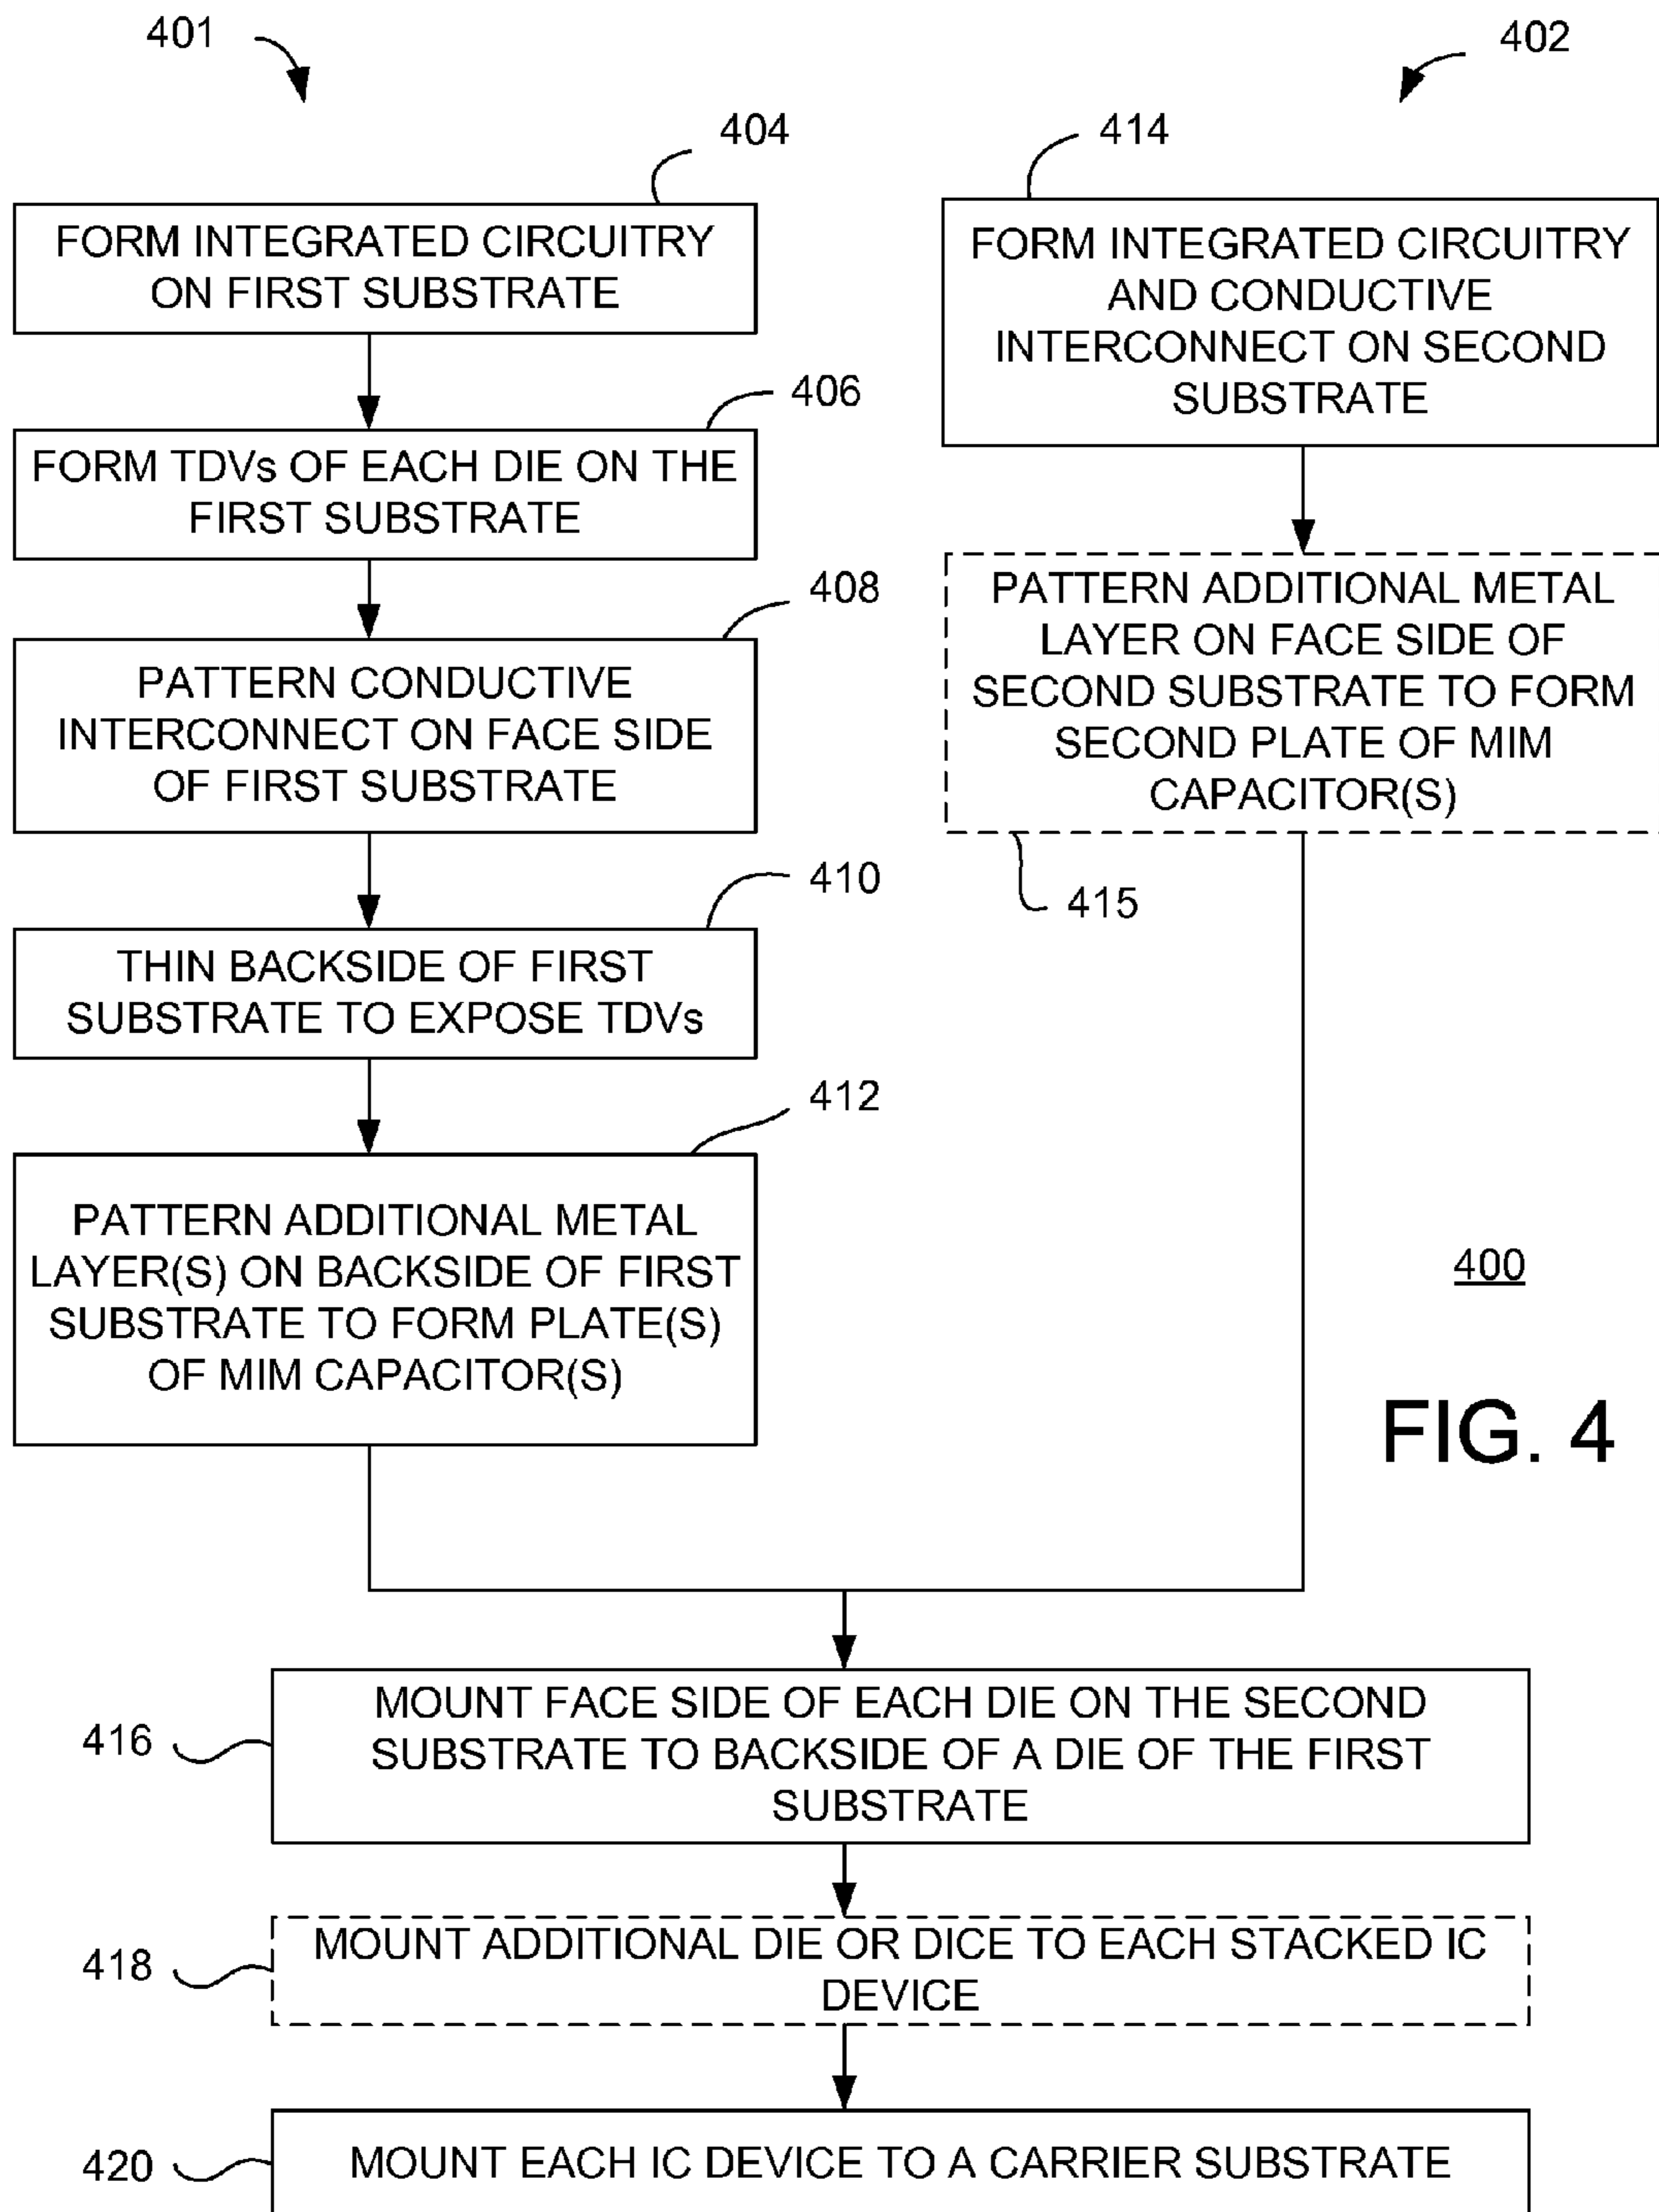 401
402
404
FORM INTEGRATED CIRCUITRY
ON FIRST SUBSTRATE
414
FORM INTEGRATED CIRCUITRY
AND CONDUCTIVE
INTERCONNECT ON SECOND
SUBSTRATE
406
FORM TDVs OF EACH DIE ON THE
FIRST SUBSTRATE
408
PATTERN CONDUCTIVE
INTERCONNECT ON FACE SIDE
OF FIRST SUBSTRATE
PATTERN ADDITIONAL METAL
LAYER ON FACE SIDE OF
SECOND SUBSTRATE TO FORM
SECOND PLATE OF MIM
CAPACITOR(S)
415
410
THIN BACKSIDE OF FIRST
SUBSTRATE TO EXPOSE TDVs
412
PATTERN ADDITIONAL METAL
LAYER(S) ON BACKSIDE OF FIRST
SUBSTRATE TO FORM PLATE(S)
OF MIM CAPACITOR(S)
400
FIG. 4
416
MOUNT FACE SIDE OF EACH DIE ON THE SECOND
SUBSTRATE TO BACKSIDE OF A DIE OF THE FIRST
SUBSTRATE
418
MOUNT ADDITIONAL DIE OR DICE TO EACH STACKED IC
DEVICE
420
MOUNT EACH IC DEVICE TO A CARRIER SUBSTRATE